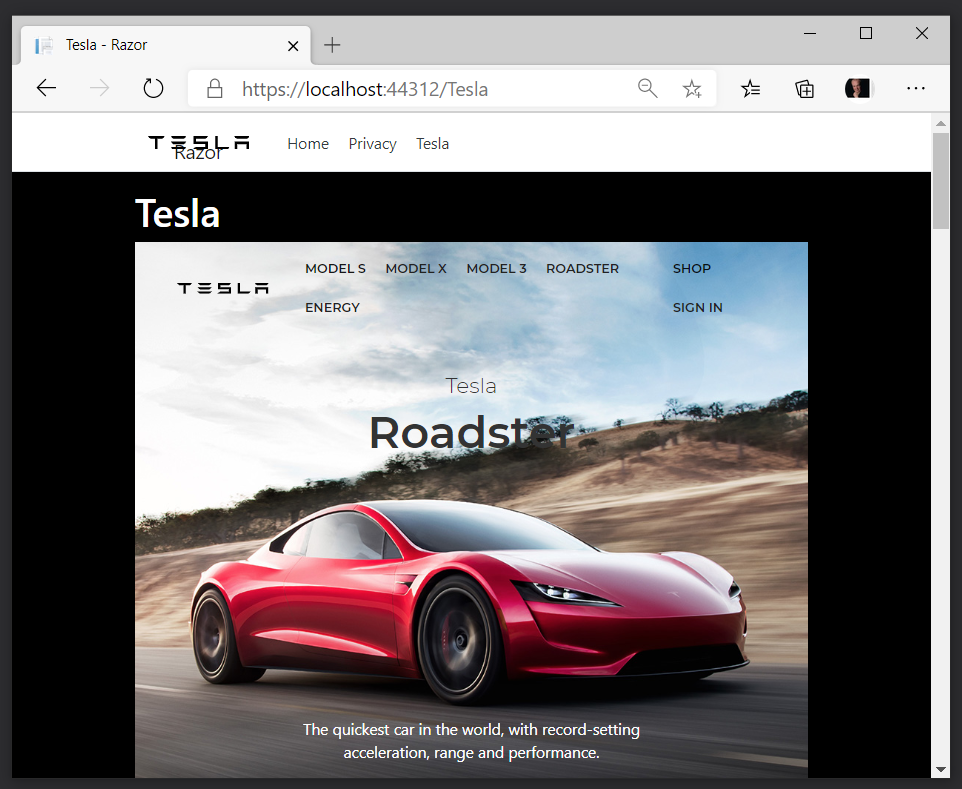 Tesla - Razor
https://localhost:44312/Tesla
TESLA
Razor
Home Privacy Tesla
Tesla
TESLA
MODEL S MODEL X MODEL 3 ROADSTER SHOP
ENERGY SIGN IN
Tesla
Roadster
The quickest car in the world, with record-setting
acceleration, range and performance.